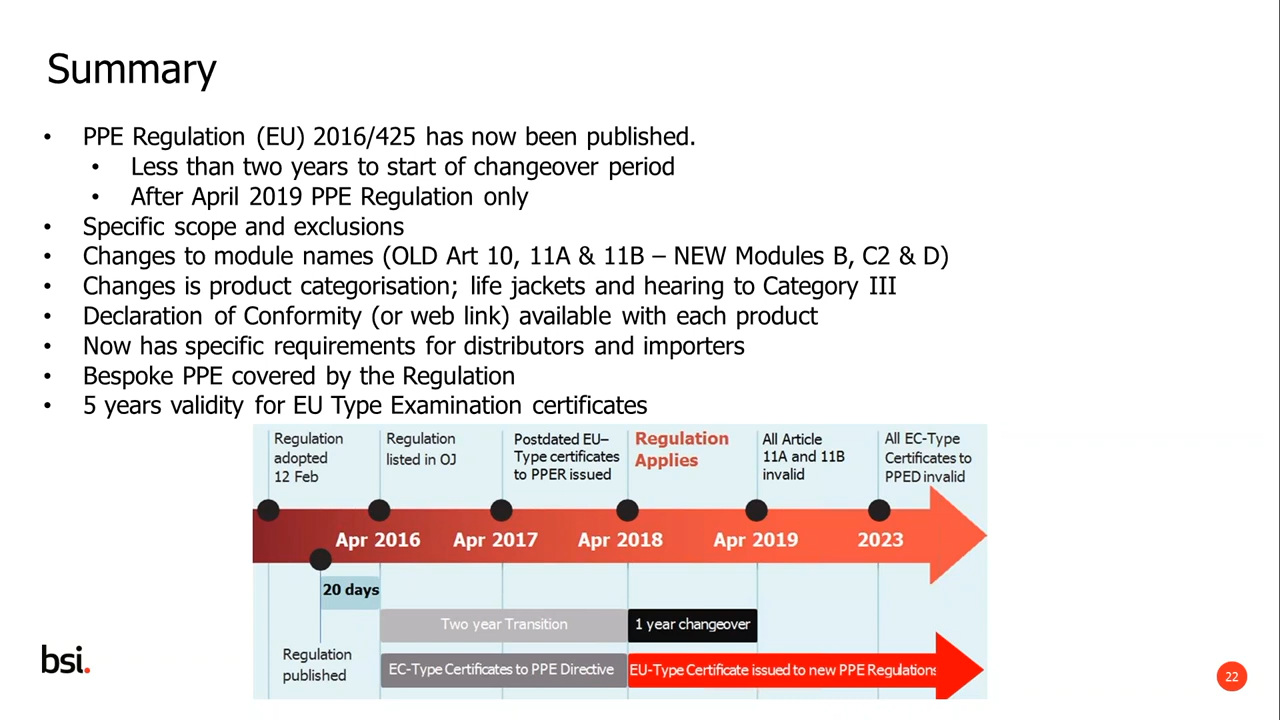 Summary
• PPE Regulation (EU) 2016/425 has now been published.
• Less than two years to start of changeover period
• After April 2019 PPE Regulation only
• Specific scope and exclusions
• Changes to module names (OLD Art 10, 11A & 11B – NEW Modules B, C2 & D)
• Changes is product categorisation; life jackets and hearing to Category III
• Declaration of Conformity (or web link) available with each product
• Now has specific requirements for distributors and importers
• Bespoke PPE covered by the Regulation
• 5 years validity for EU Type Examination certificates
Regulation
adopted
12 Feb
Regulation
listed in OJ
Postdated EU–
Type certificates
to PPER issued
Regulation
Applies
All Article
11A and 11B
invalid
All EC-Type
Certificates to
PPED invalid
Apr 2016
Apr 2017
Apr 2018
Apr 2019
2023
20 days
Two year Transition
1 year changeover
Regulation
published
EC-Type Certificates to PPE Directive
EU-Type Certificate issued to new PPE Regulations
bsi.
22